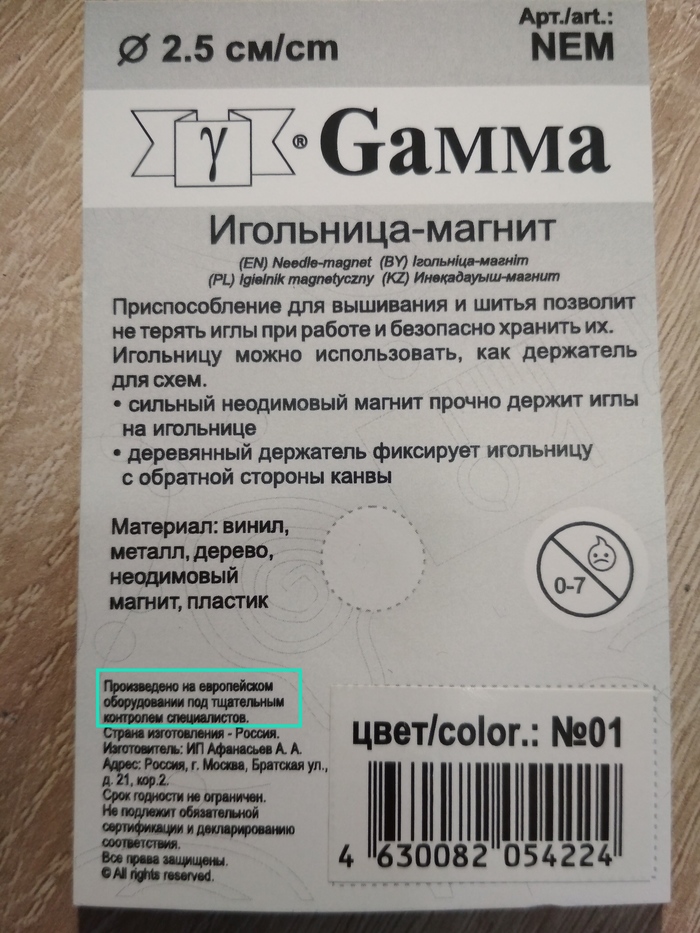 Ø 2.5 см/cm
Арт./art.:
NEM
γ ® Gамма
Игольница-магнит
(EN) Needle-magnet (BY) Ігольніца-магніт
(PL) Igielnik magnetyczny (KZ) Инеқадауыш-магнит
Приспособление для вышивания и шитья позволит
не терять иглы при работе и безопасно хранить их.
Игольницу можно использовать, как держатель
для схем.
• сильный неодимовый магнит прочно держит иглы
на игольнице
• деревянный держатель фиксирует игольницу
с обратной стороны канвы
Материал: винил,
металл, дерево,
неодимовый
магнит, пластик
0-7
Произведено на европейском
оборудовании под тщательным
контролем специалистов.
Страна изготовления - Россия.
Изготовитель: ИП Афанасьев А. А.
Адрес: Россия, г. Москва, Братская ул.,
д. 21, кор.2.
Срок годности не ограничен.
Не подлежит обязательной
сертификации и декларированию
соответствия.
Все права защищены.
© All rights reserved.
цвет/color.: №01
4 630082 054224